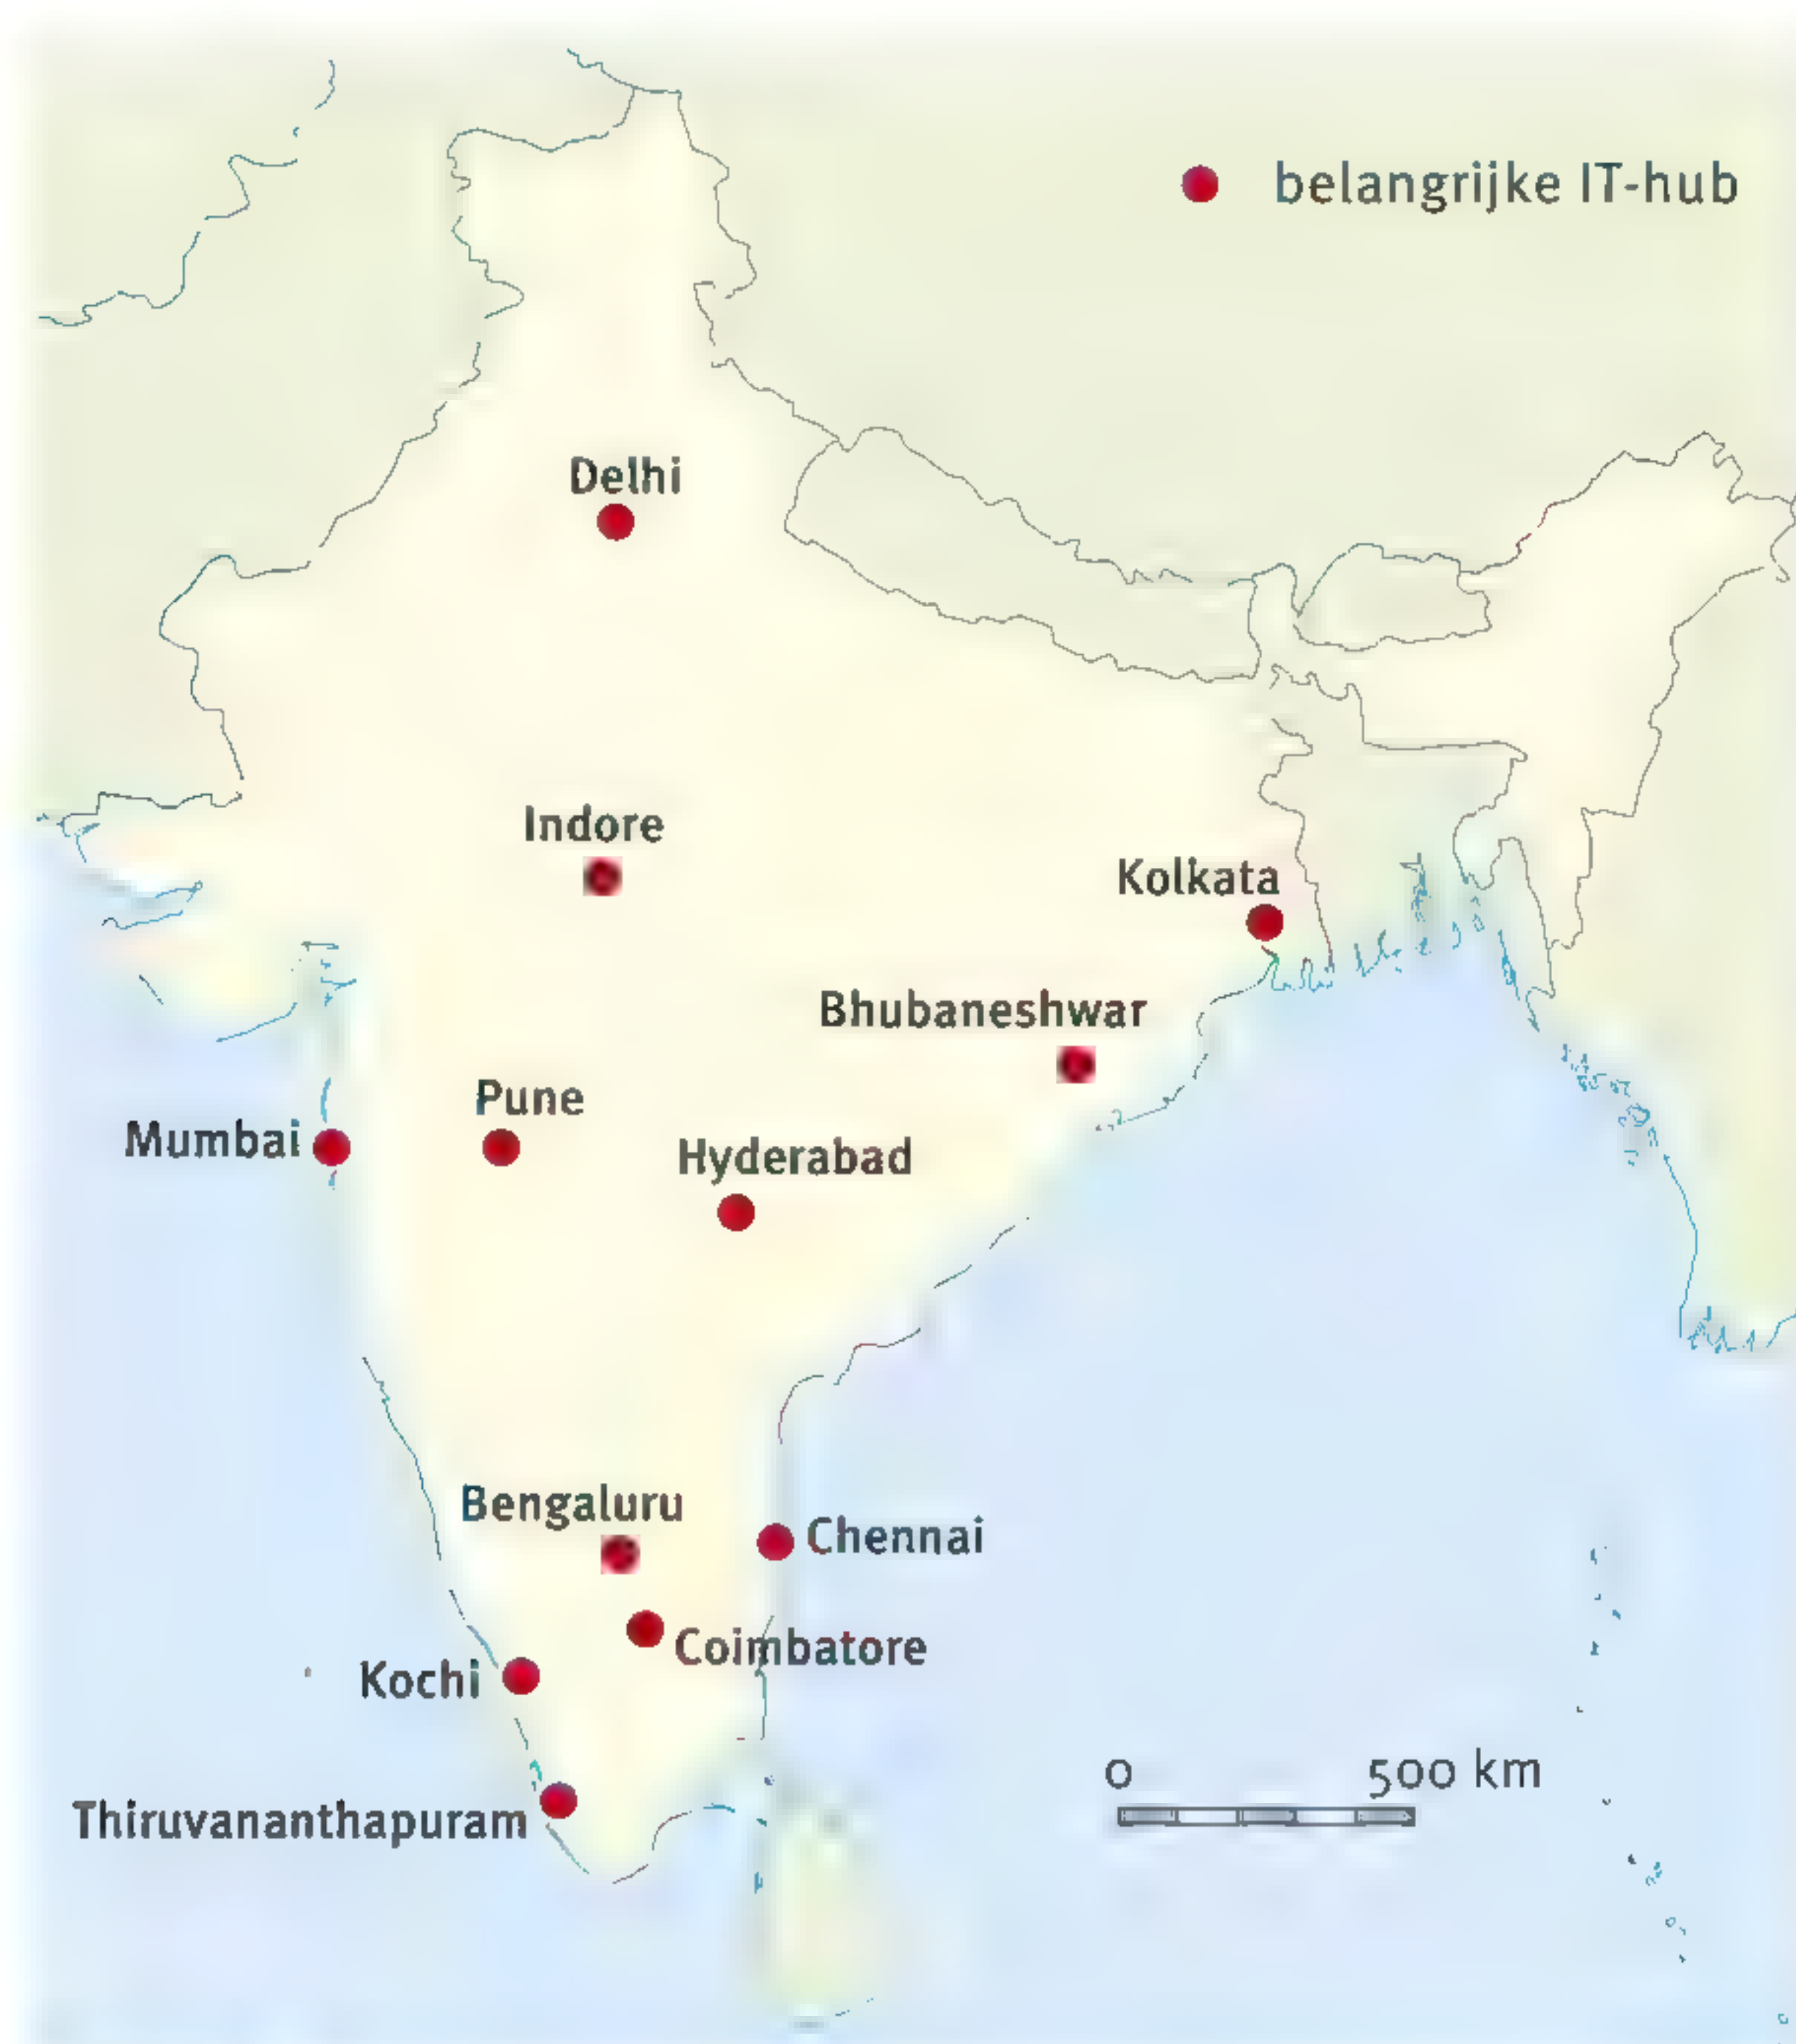 belangrijke IT-hub
Delhi
Indore
Kolkata
Bhubaneshwar
Pune
Mumbai
Hyderabad
Bengaluru
Chennai
Coimbatore
Kochi
Thiruvananthapuram
0 500 km